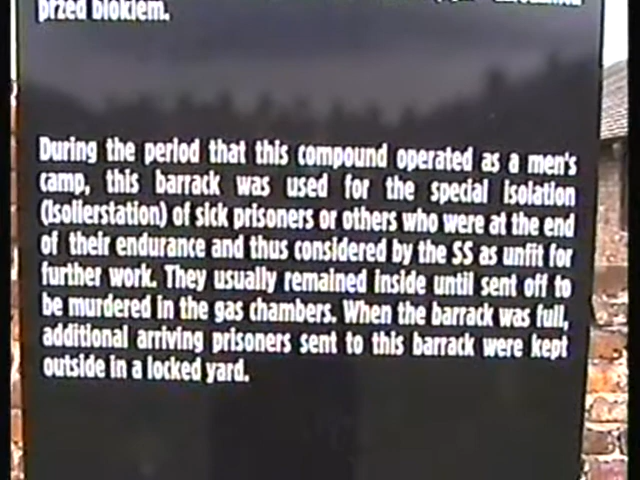 przed blokiem.
During the period that this compound operated as a men's
camp, this barrack was used for the special isolation
(Isolierstation) of sick prisoners or others who were at the end
of their endurance and thus considered by the SS as unfit for
further work. They usually remained inside until sent off to
be murdered in the gas chambers. When the barrack was full,
additional arriving prisoners sent to this barrack were kept
outside in a locked yard.